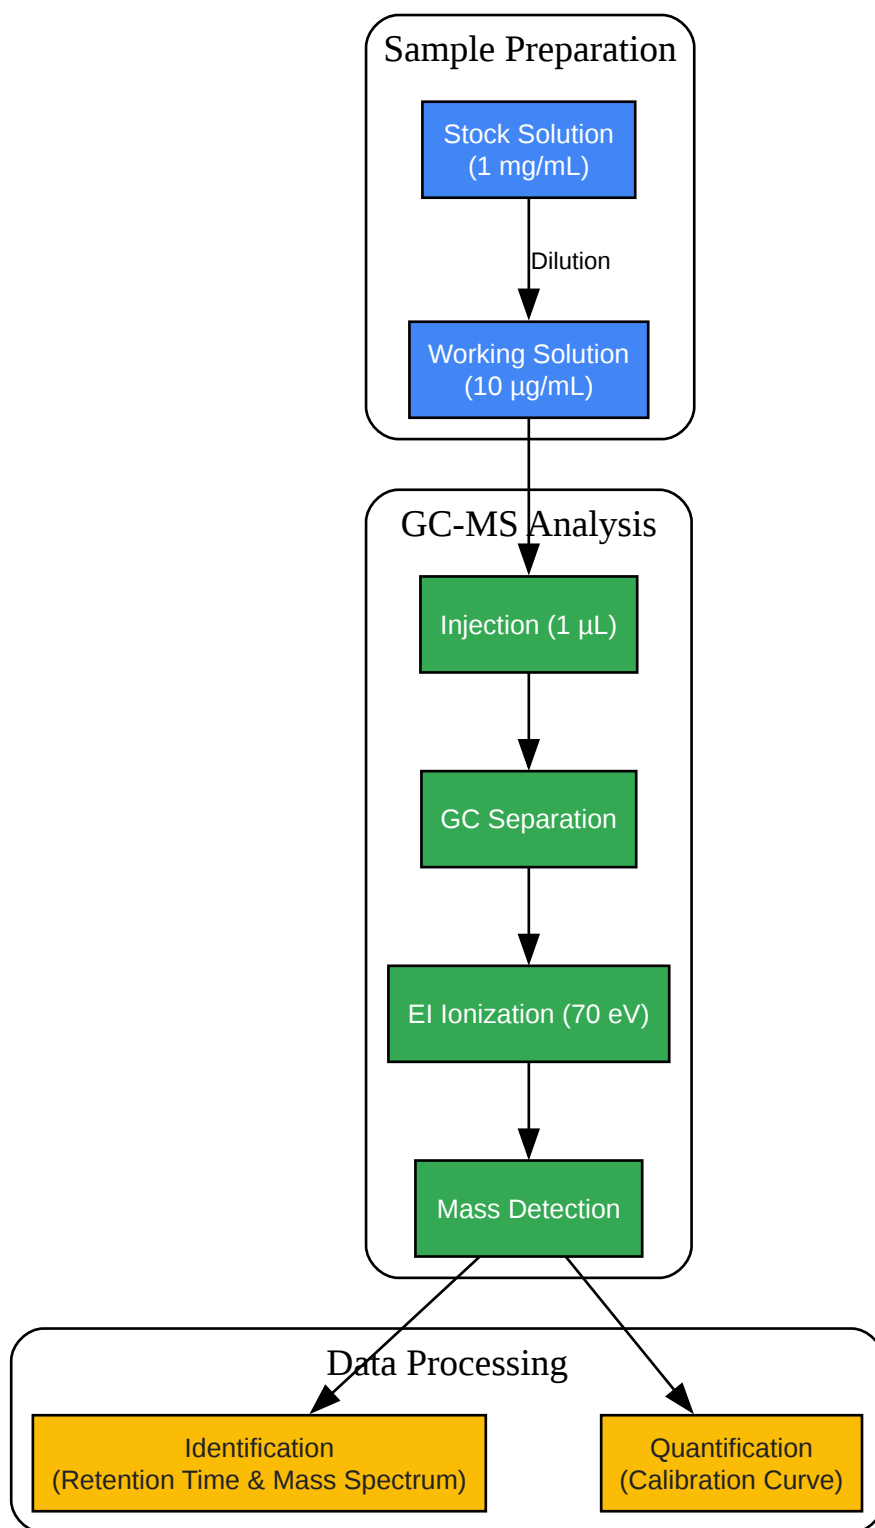 Sample Preparation
Stock Solution
(1 mg/mL)
Dilution
Working Solution
(10 µg/mL)
GC-MS Analysis
Injection (1 µL)
GC Separation
EI Ionization (70 eV)
Mass Detection
Data Processing
Identification
(Retention Time & Mass Spectrum)
Quantification
(Calibration Curve)